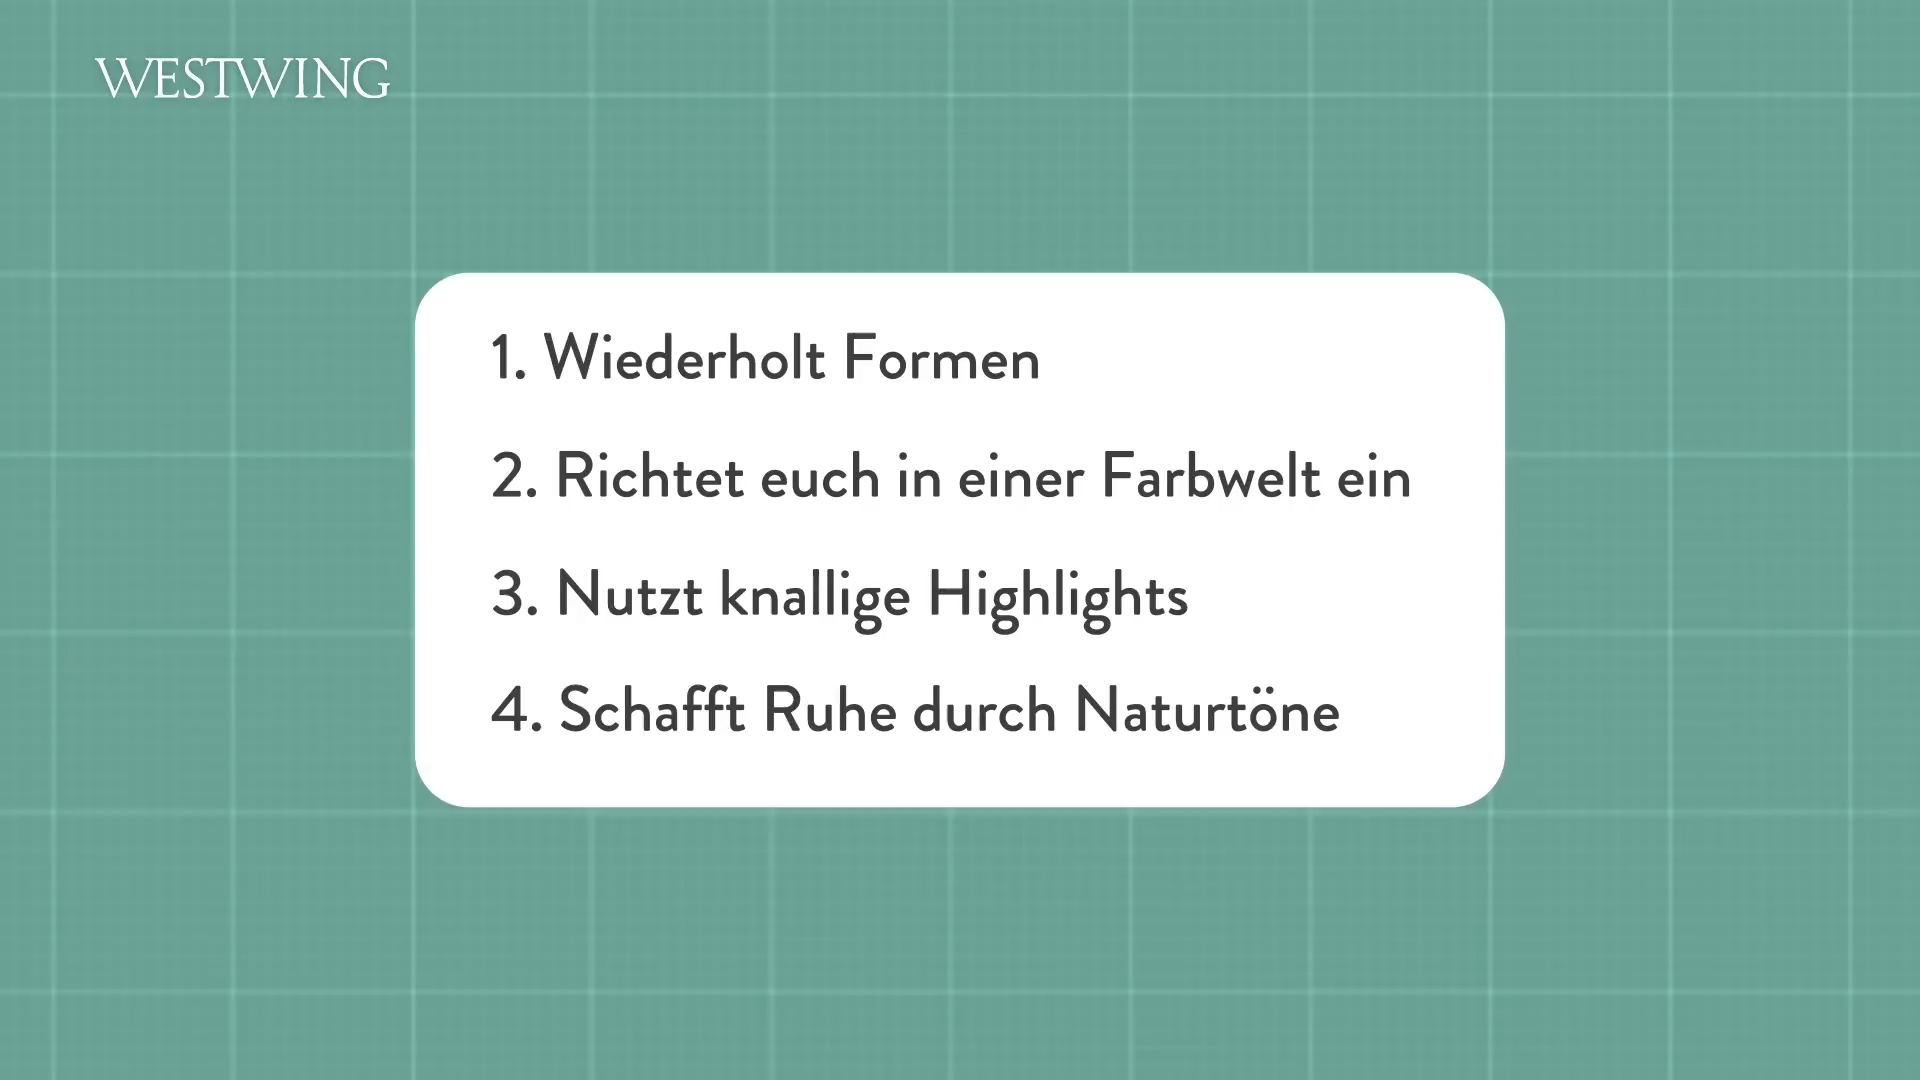 WESTWING
1. Wiederholt Formen
2. Richtet euch in einer Farbwelt ein
3. Nutzt knallige Highlights
4. Schafft Ruhe durch Naturtöne